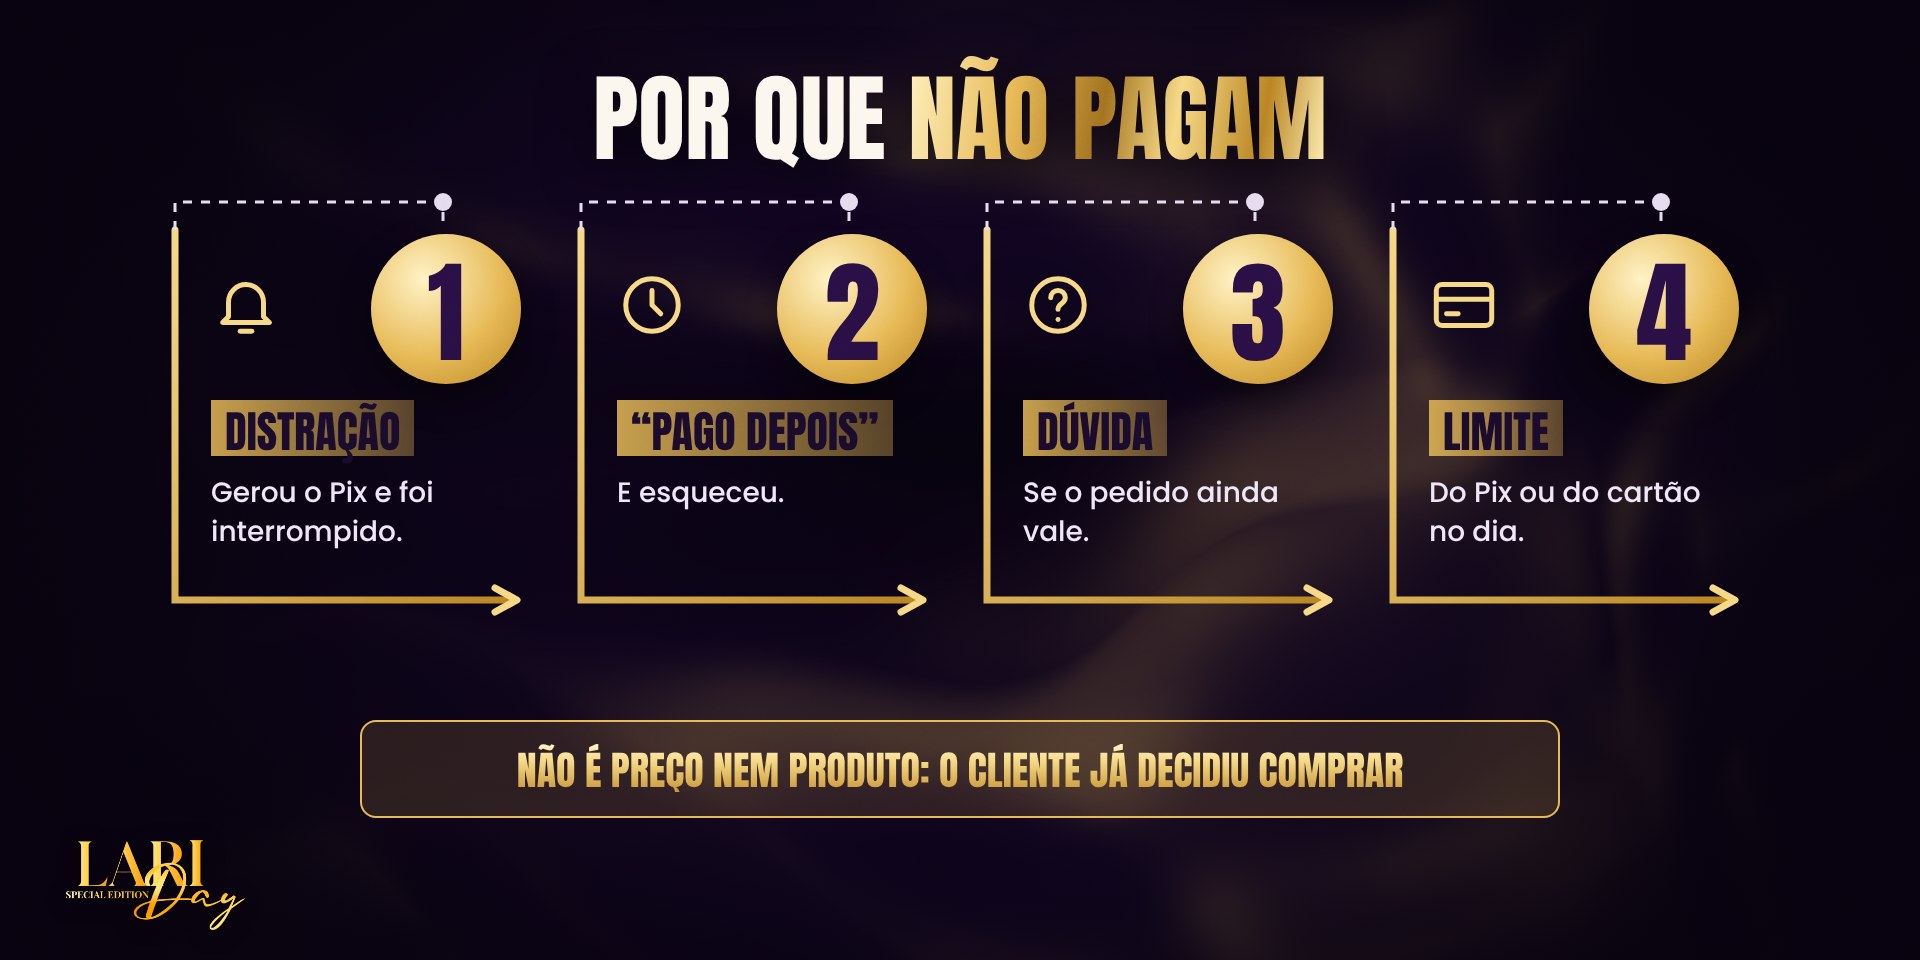 POR QUE NÃO PAGAM
1
DISTRAÇÃO
Gerou o Pix e foi
interrompido.
2
“PAGO DEPOIS”
E esqueceu.
3
DÚVIDA
Se o pedido ainda
vale.
4
LIMITE
Do Pix ou do cartão
no dia.
NÃO É PREÇO NEM PRODUTO: O CLIENTE JÁ DECIDIU COMPRAR
LABI
SPECIAL EDITION
Day